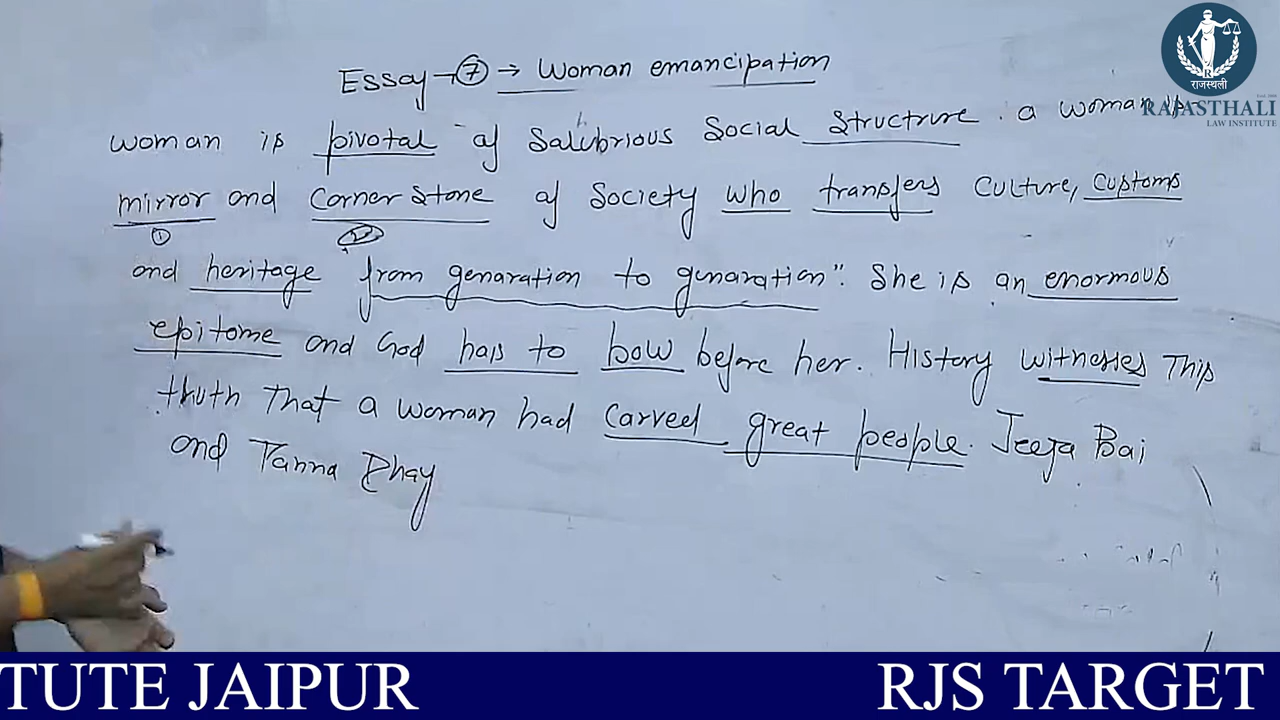 Essay → 7 → Woman emancipation
woman is pivotal of Salubrious Social Structure. a woman is
mirror and Corner Stone of Society who transfers Culture, Customs
1
and heritage from genaration to genaration". She is an enormous
epitome and God has to bow before her. History witnesses This
truth That a woman had Carved great people. Jeeja Bai
and Panna Dhay
राजस्थली
RAJASTHALI
LAW INSTITUTE
TUTE JAIPUR
RJS TARGET